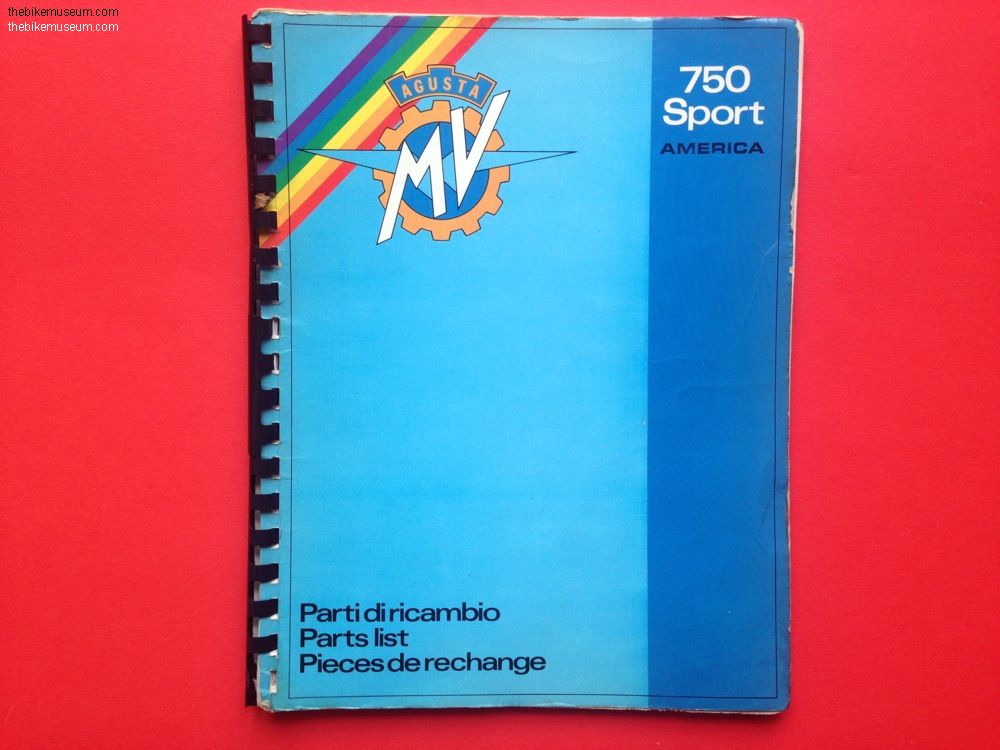 thebikemuseum.com
thebikemuseum.com
AGUSTA
MV
750
Sport
AMERICA
Parti di ricambio
Parts list
Pieces de rechange